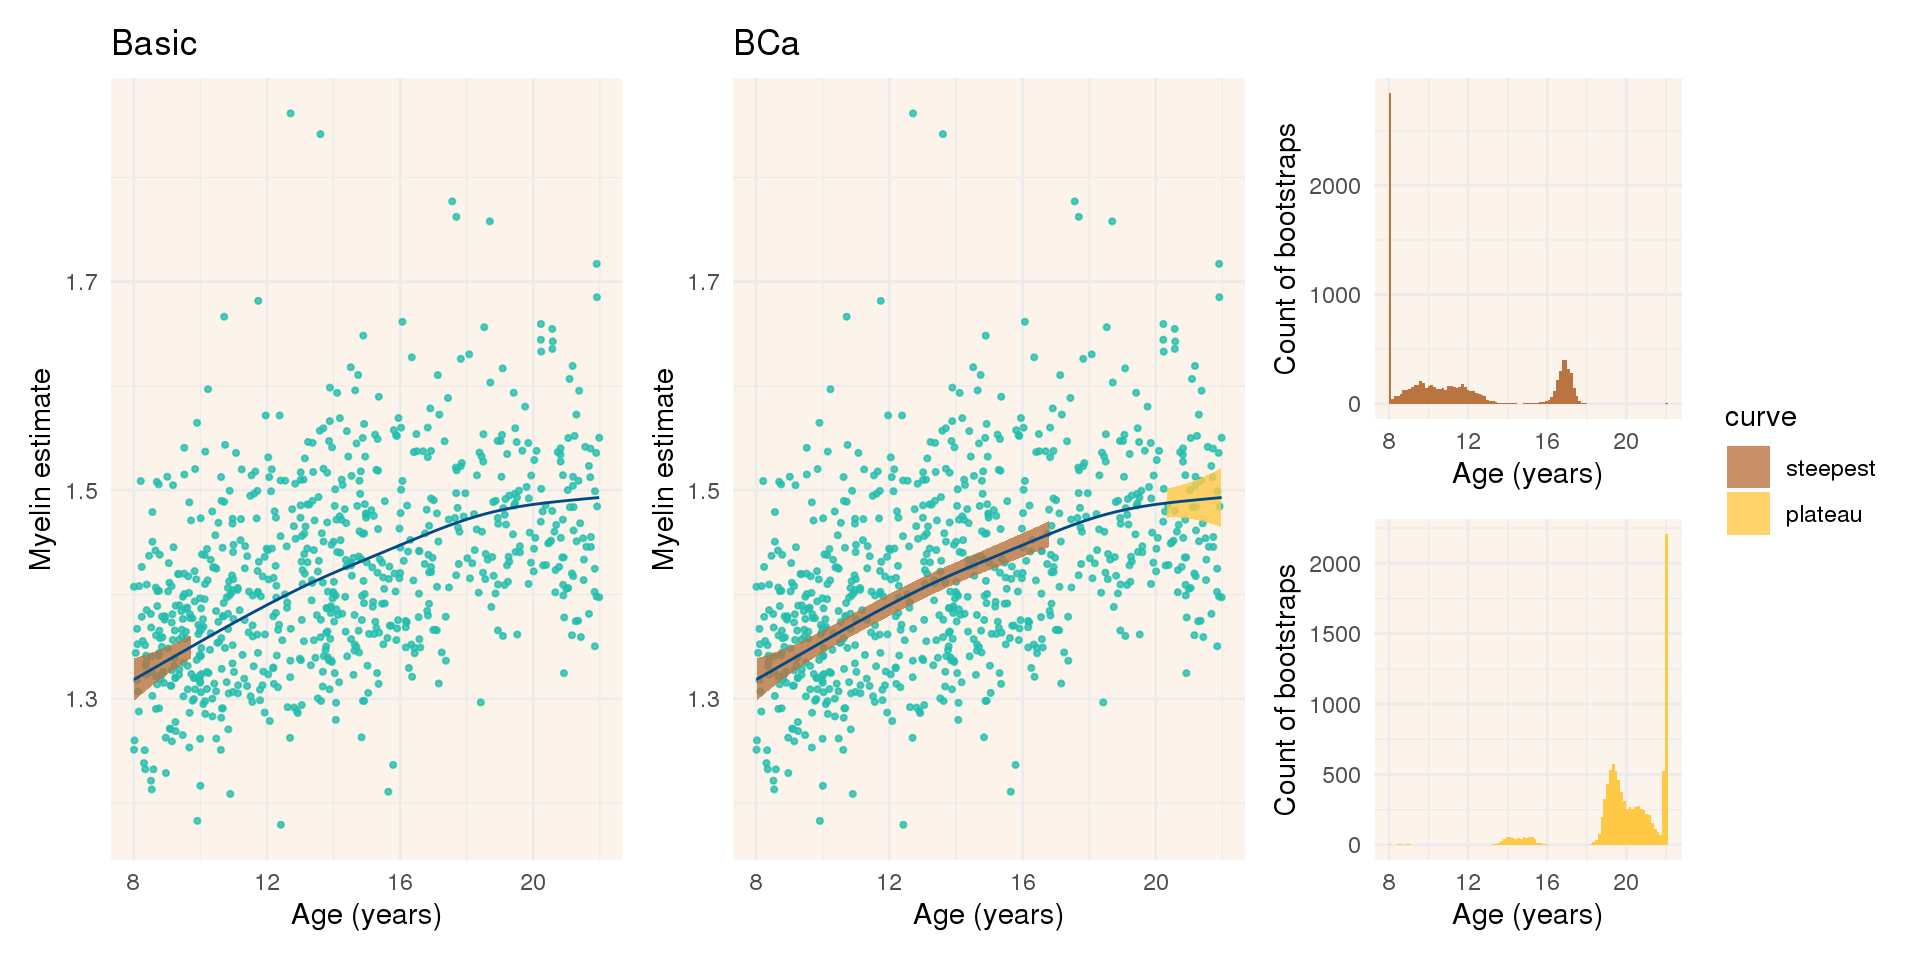 Basic
Myelin estimate
1.7
1.5
1.3
8 12 16 20
Age (years)
BCa
Myelin estimate
1.7
1.5
1.3
8 12 16 20
Age (years)
Count of bootstraps
2000
1000
0
8 12 16 20
Age (years)
Count of bootstraps
2000
1500
1000
500
0
8 12 16 20
Age (years)
curve
steepest
plateau